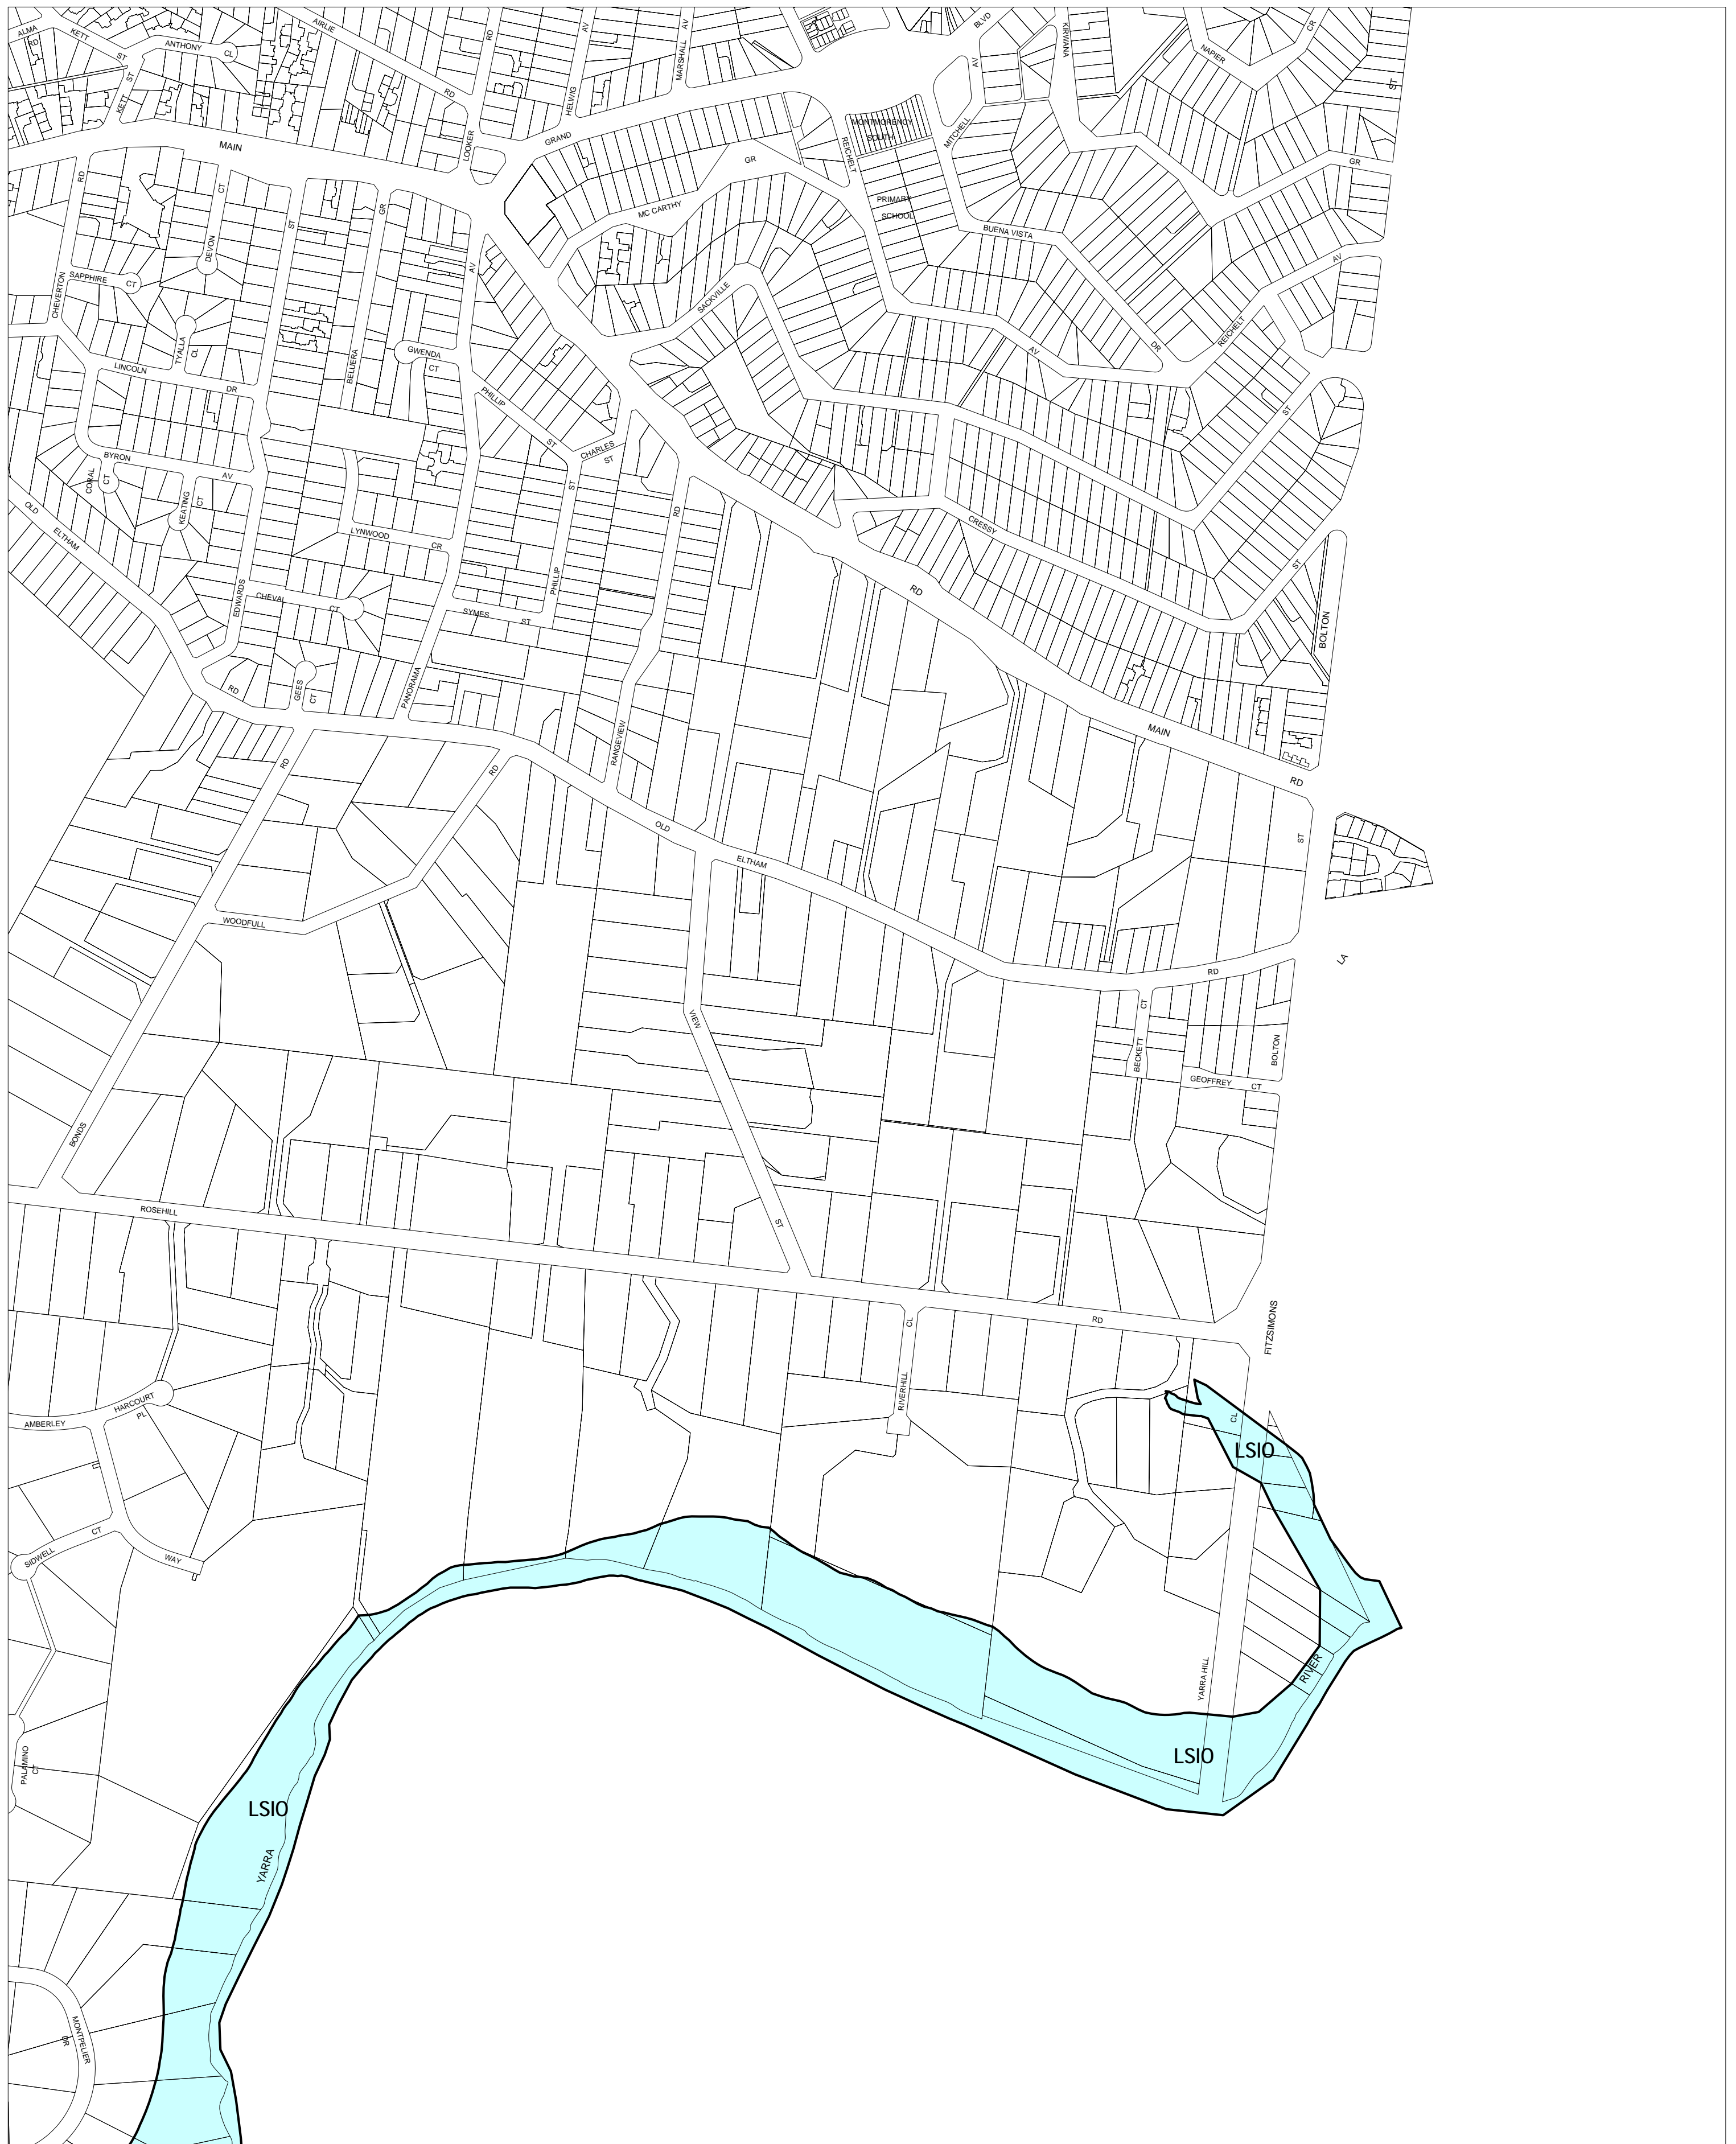 ALMA
RD
KETT
ST
ANTHONY
CL
AIRLIE
RD
RD
AV
MARSHALL
AV
BLVD
KIRWANA
NAPIER
CR
ST
KETT
ST
HELWIG
AV
MAIN
LOOKER
GRAND
GR
REICHELT
MONTMORENCY
SOUTH
MITCHELL
GR
RD
CT
ST
GR
MC CARTHY
PRIMARY
SCHOOL
BUENA VISTA
DEVON
AV
AV
CHEVERTON
SAPPHIRE
CT
SACKVILLE
REICHELT
TYALLA
CL
BELUERA
GWENDA
CT
AV
DR
LINCOLN
DR
PHILLIP
ST
CHARLES
ST
ST
BYRON
AV
CORAL
CT
KEATING
CT
ST
RD
OLD
ELTHAM
LYNWOOD
CR
CRESSY
EDWARDS
CHEVAL
CT
PHILLIP
RD
ST
SYMES
ST
BOLTON
RD
GEES
CT
PANORAMA
RANGEVIEW
MAIN
RD
RD
RD
OLD
ELTHAM
ST
WOODFULL
LA
RD
CT
VIEW
BECKETT
BOLTON
GEOFFREY
CT
BONDS
ROSEHILL
ST
RD
CL
FITZSIMONS
RIVERHILL
HARCOURT
PL
AMBERLEY
CL
LSIO
CT
SIDWELL
WAY
YARRA HILL
RIVER
PALAMINO
CT
LSIO
LSIO
YARRA
MONTPELIER
DR